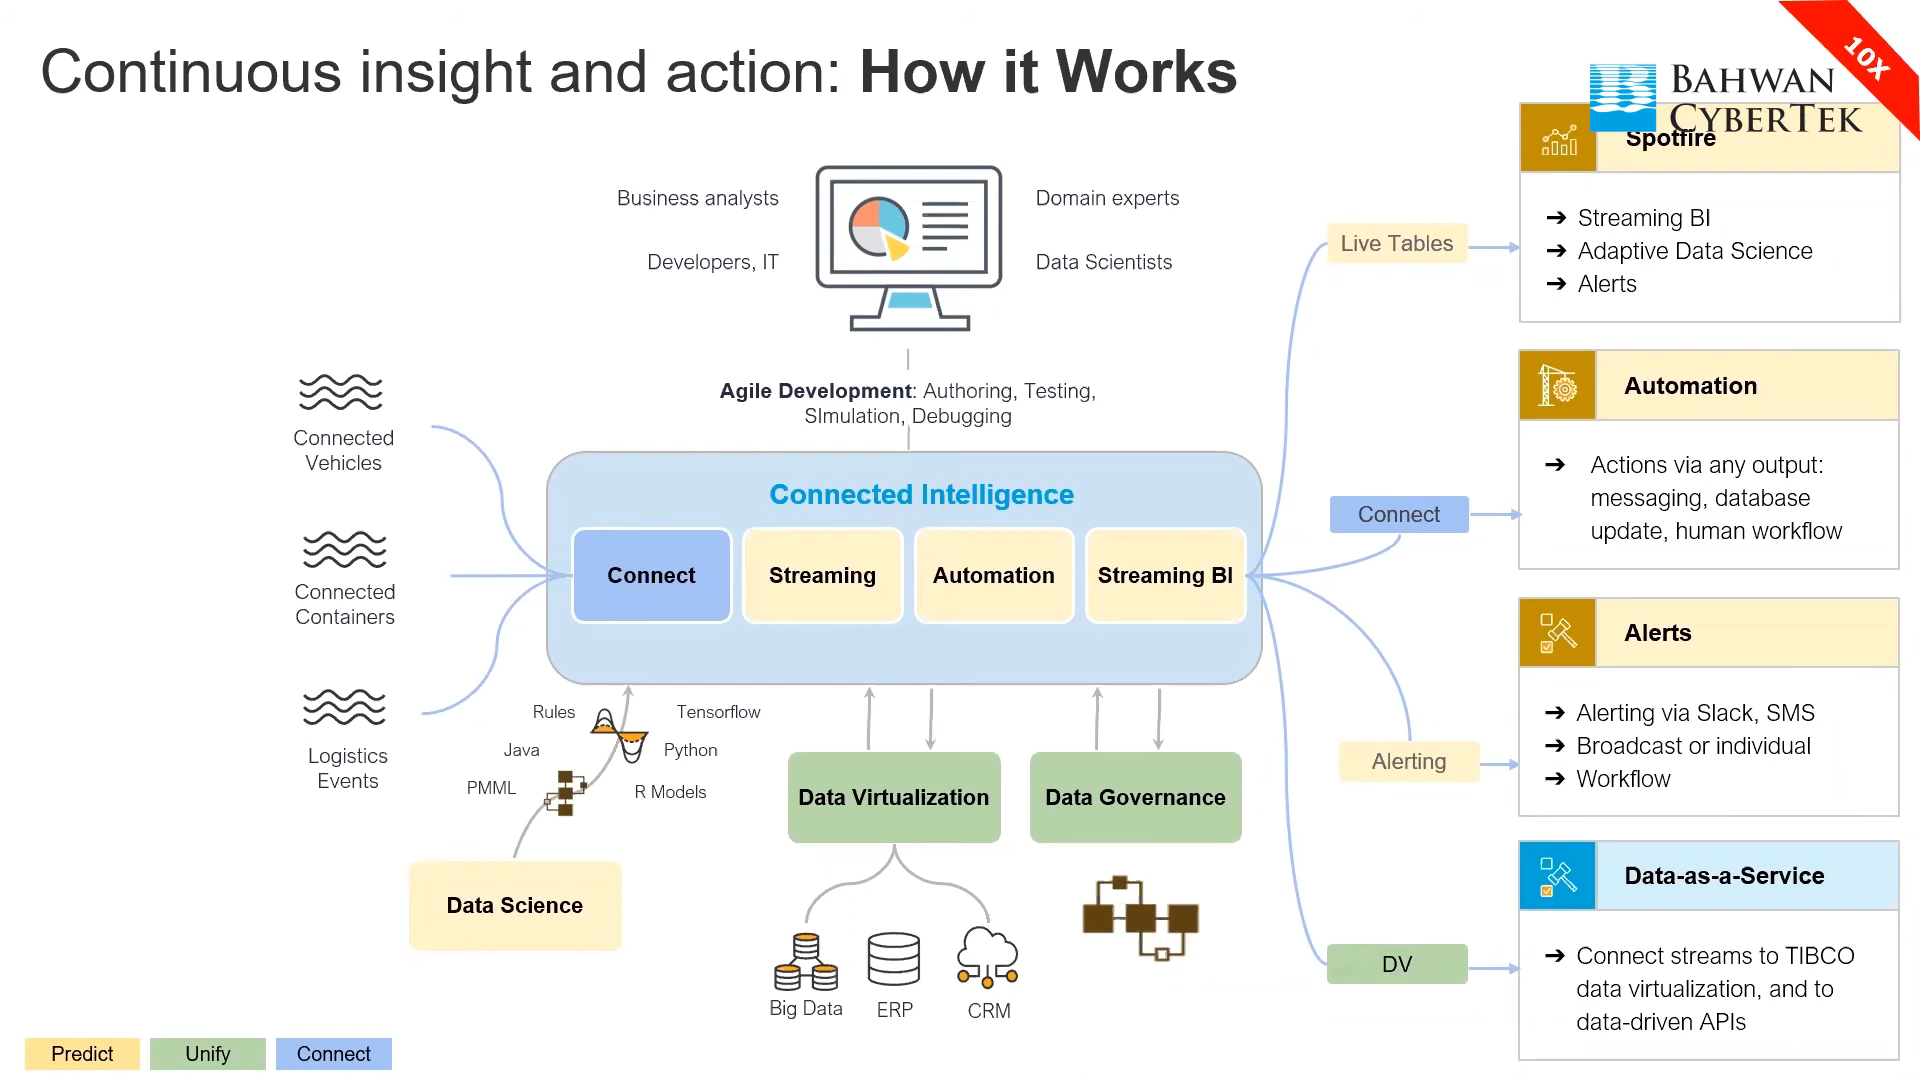 Continuous insight and action: How it Works
10X
BAHWAN
CYBERTEK
Business analysts
Domain experts
Developers, IT
Data Scientists
Agile Development: Authoring, Testing,
SImulation, Debugging
Connected
Vehicles
Connected
Containers
Logistics
Events
Connected Intelligence
Connect
Streaming
Automation
Streaming BI
Rules
Tensorflow
Java
Python
PMML
R Models
Data Science
Data Virtualization
Data Governance
Big Data
ERP
CRM
Live Tables
Connect
Alerting
DV
Spotfire
➔ Streaming BI
➔ Adaptive Data Science
➔ Alerts
Automation
➔ Actions via any output:
messaging, database
update, human workflow
Alerts
➔ Alerting via Slack, SMS
➔ Broadcast or individual
➔ Workflow
Data-as-a-Service
➔ Connect streams to TIBCO
data virtualization, and to
data-driven APIs
Predict
Unify
Connect